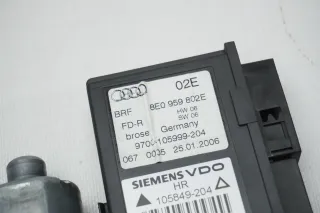 02E
BRF 8E0 959 802E
HW 06
FD-R SW 06
brose Germany
970 -105999-204
067 0035 25.01.2006
SIEMENS VDO
HR
105849-204